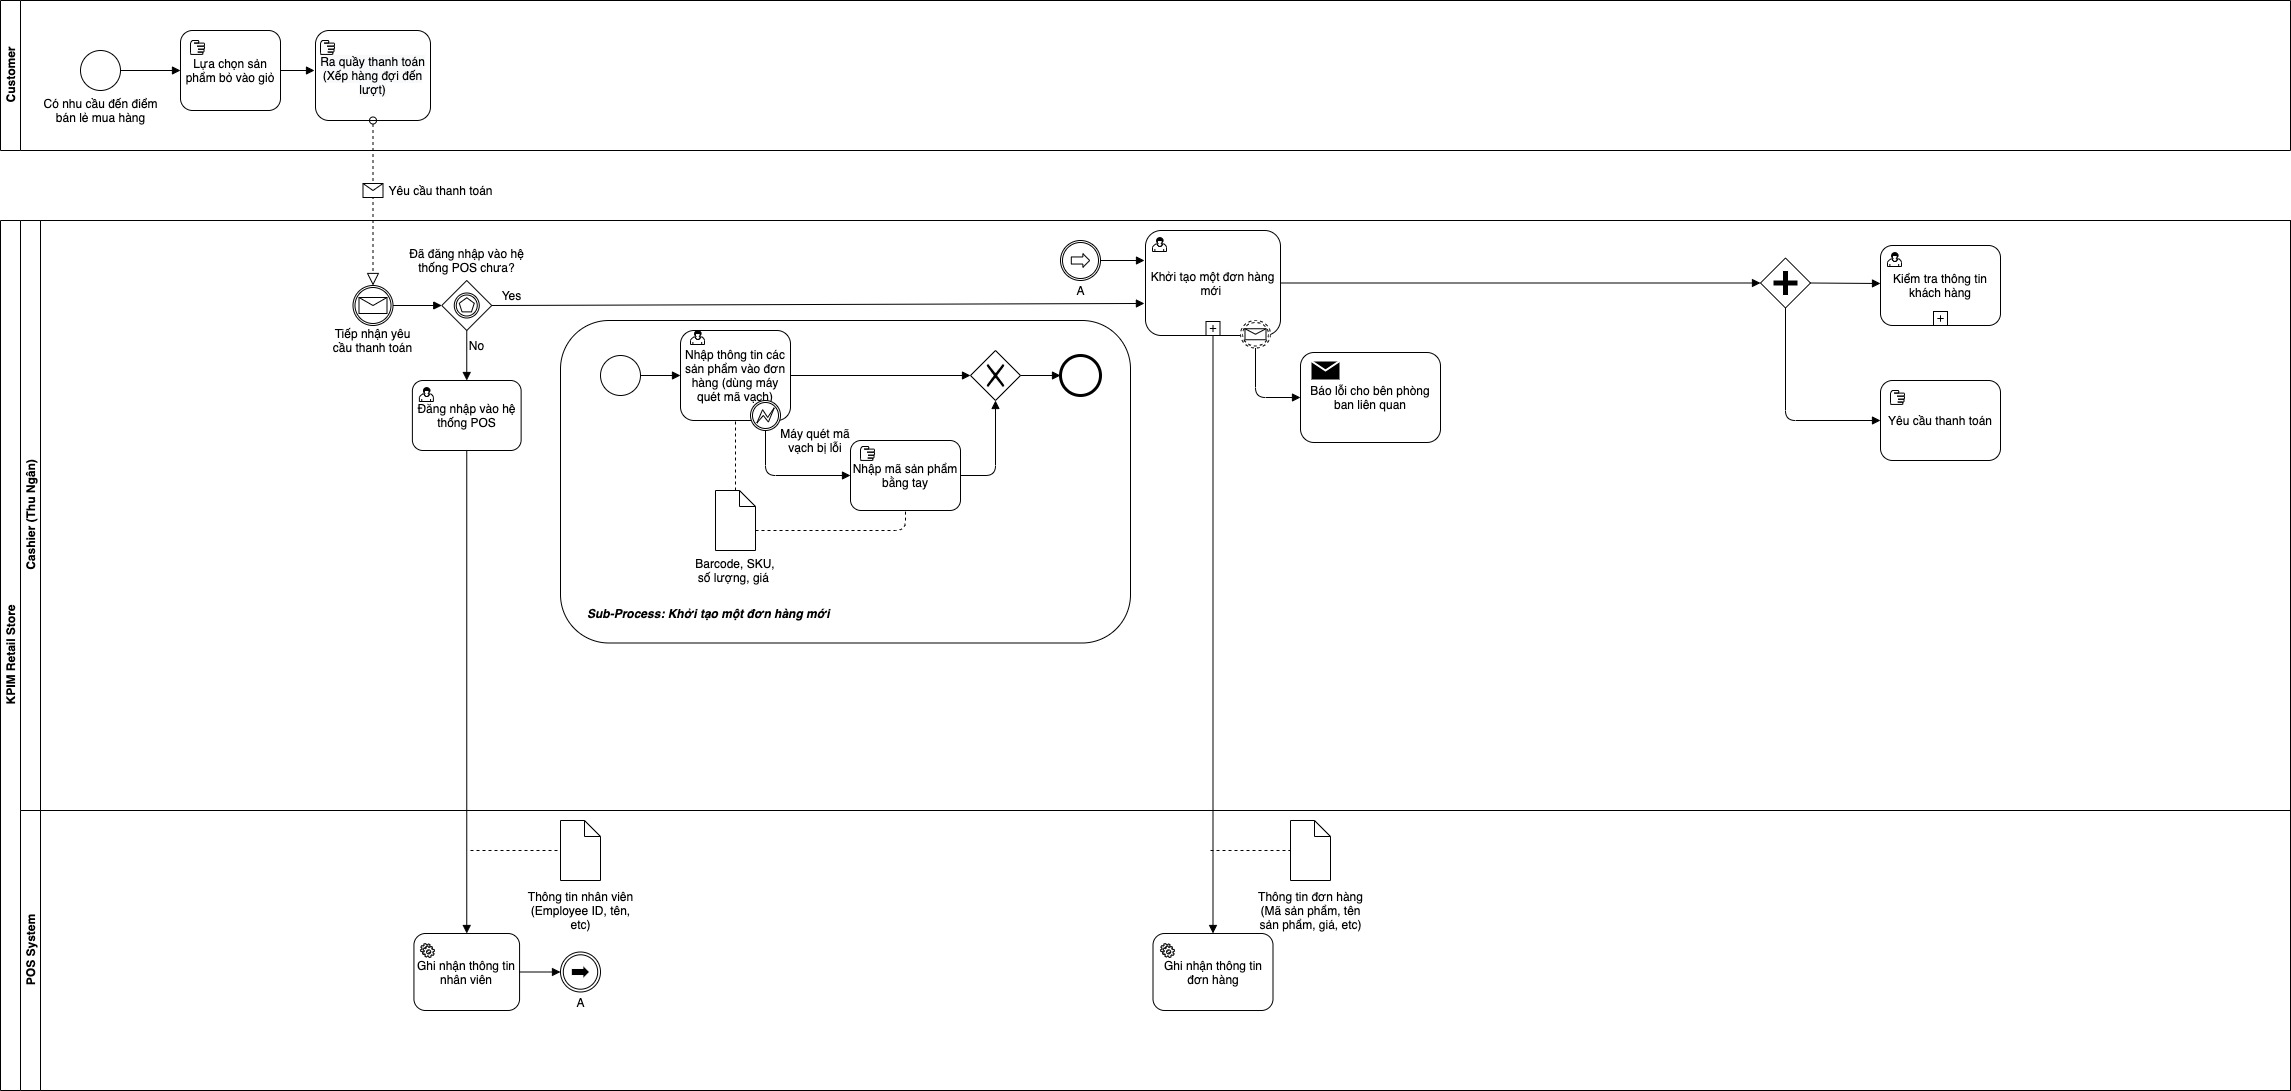 Customer
Có nhu cầu đến điểm
bán lẻ mua hàng
Lựa chọn sản
phẩm bỏ vào giỏ
Ra quầy thanh toán
(Xếp hàng đợi đến
lượt)
Yêu cầu thanh toán
KPIM Retail Store
Cashier (Thu Ngân)
Tiếp nhận yêu
cầu thanh toán
Đã đăng nhập vào hệ
thống POS chưa?
Yes
No
Đăng nhập vào hệ
thống POS
Nhập thông tin các
sản phẩm vào đơn
hàng (dùng máy
quét mã vạch)
Máy quét mã
vạch bị lỗi
Nhập mã sản phẩm
bằng tay
Barcode, SKU,
số lượng, giá
Sub-Process: Khởi tạo một đơn hàng mới
A
Khởi tạo một đơn hàng
mới
Báo lỗi cho bên phòng
ban liên quan
Kiểm tra thông tin
khách hàng
Yêu cầu thanh toán
POS System
Thông tin nhân viên
(Employee ID, tên,
etc)
Ghi nhận thông tin
nhân viên
A
Thông tin đơn hàng
(Mã sản phẩm, tên
sản phẩm, giá, etc)
Ghi nhận thông tin
đơn hàng